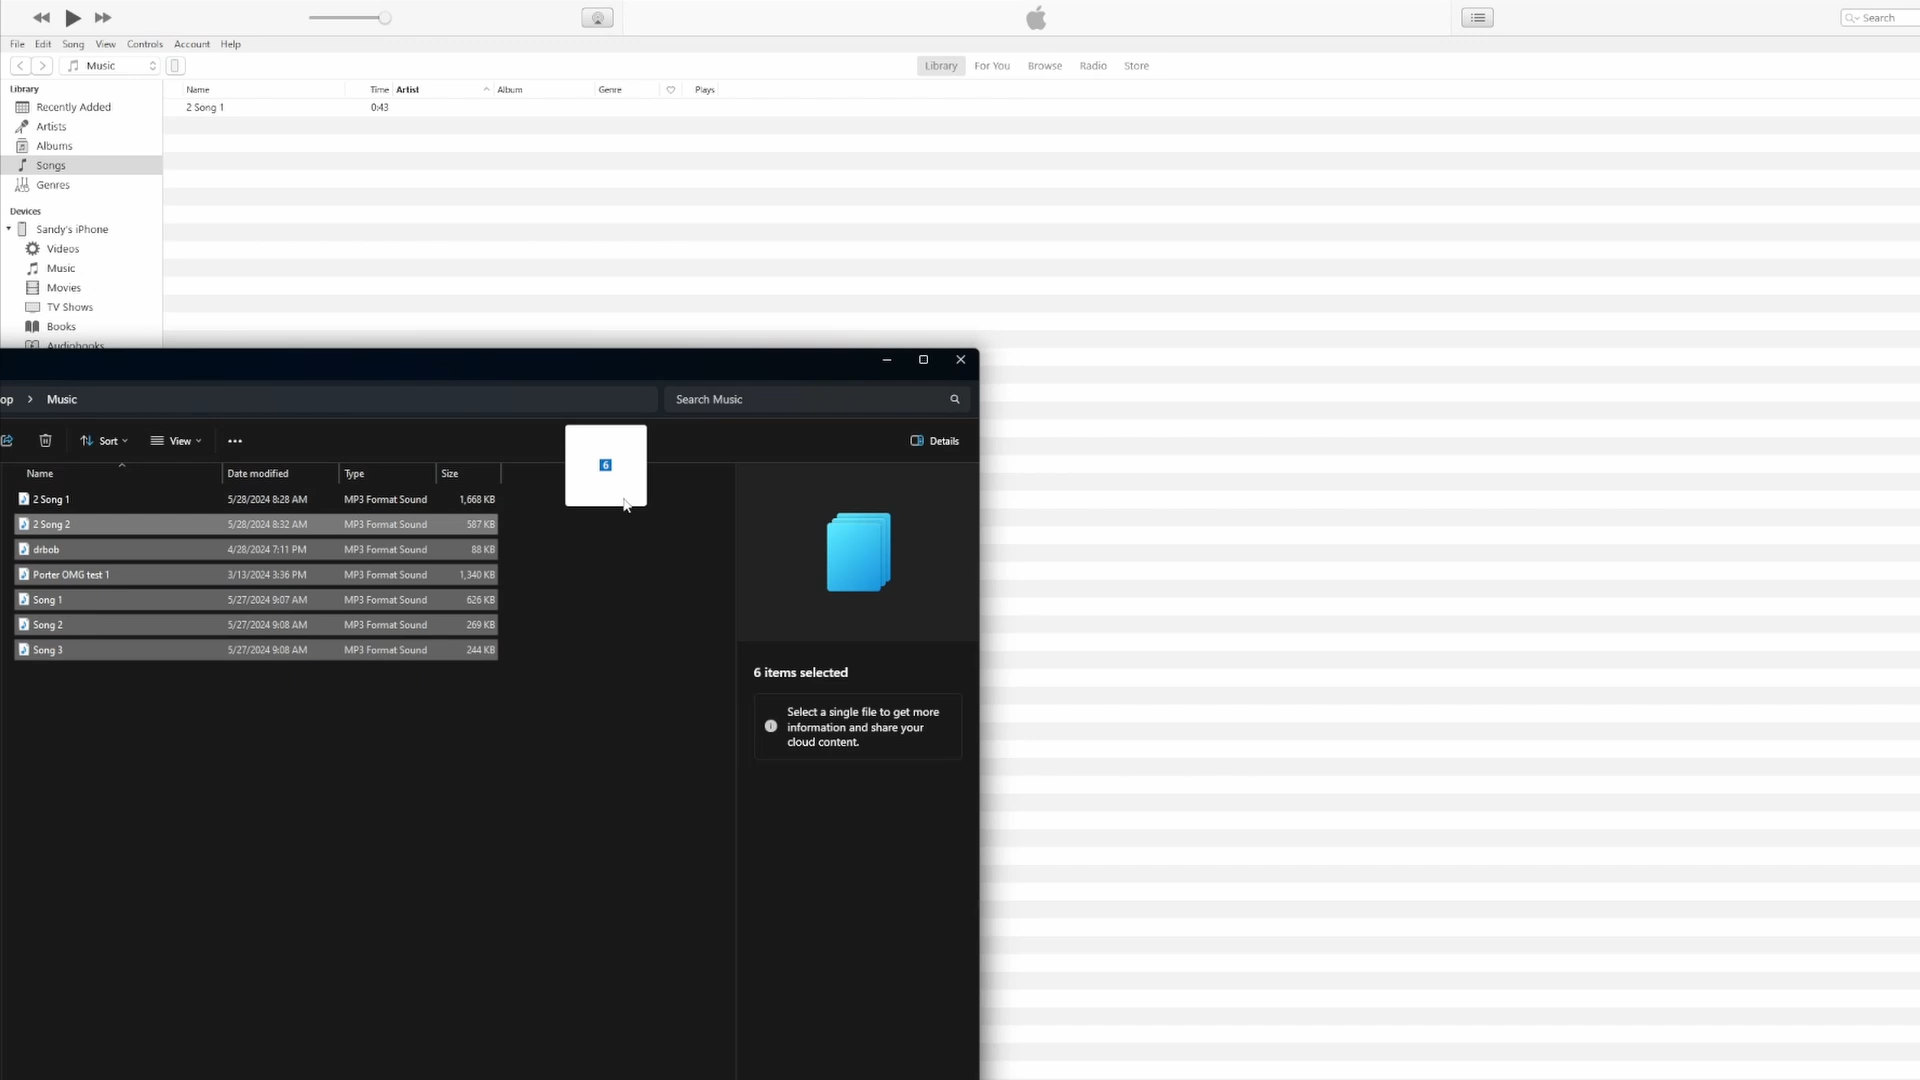 Search
File Edit Song View Controls Account Help
Music
Library For You Browse Radio Store
Library
Recently Added
Artists
Albums
Songs
Genres
Devices
Sandy's iPhone
Videos
Music
Movies
TV Shows
Books
Audiobooks
Name Time Artist Album Genre Plays
2 Song 1 0:43
op > Music
Search Music
Sort View ... Details
6
Name Date modified Type Size
2 Song 1 5/28/2024 8:28 AM MP3 Format Sound 1,668 KB
2 Song 2 5/28/2024 8:32 AM MP3 Format Sound 587 KB
drbob 4/28/2024 7:11 PM MP3 Format Sound 88 KB
Porter OMG test 1 3/13/2024 3:36 PM MP3 Format Sound 1,340 KB
Song 1 5/27/2024 9:07 AM MP3 Format Sound 626 KB
Song 2 5/27/2024 9:08 AM MP3 Format Sound 269 KB
Song 3 5/27/2024 9:08 AM MP3 Format Sound 244 KB
6 items selected
Select a single file to get more
information and share your
cloud content.